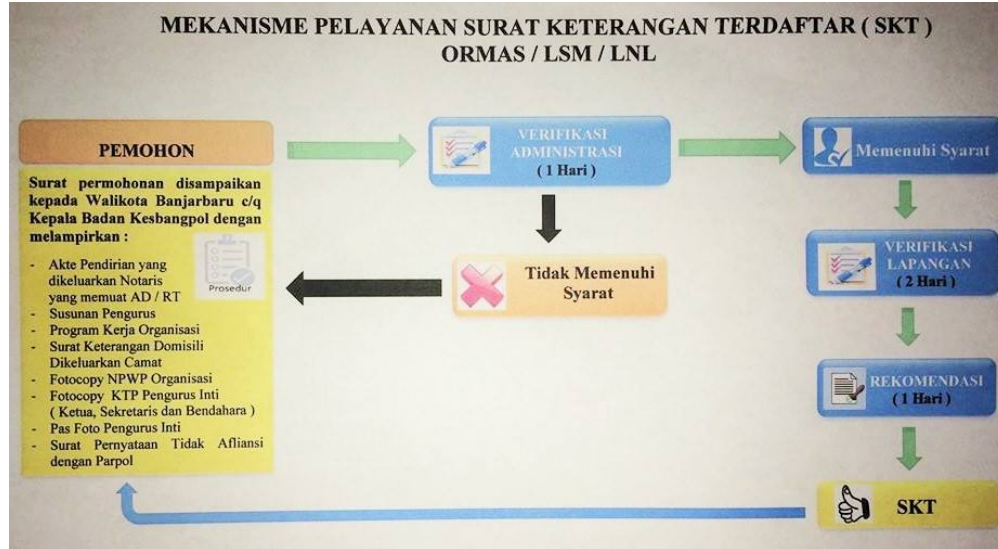 MEKANISME PELAYANAN SURAT KETERANGAN TERDAFTAR ( SKT )
ORMAS / LSM / LNL
PEMOHON
Surat permohonan disampaikan
kepada Walikota Banjarbaru c/q
Kepala Badan Kesbangpol dengan
melampirkan :
- Akte Pendirian yang
dikeluarkan Notaris
yang memuat AD / RT
- Susunan Pengurus
- Program Kerja Organisasi
- Surat Keterangan Domisili
Dikeluarkan Camat
- Fotocopy NPWP Organisasi
- Fotocopy KTP Pengurus Inti
( Ketua, Sekretaris dan Bendahara )
- Pas Foto Pengurus Inti
- Surat Pernyataan Tidak Afliansi
dengan Parpol
Prosedur
VERIFIKASI
ADMINISTRASI
( 1 Hari )
Tidak Memenuhi
Syarat
Memenuhi Syarat
VERIFIKASI
LAPANGAN
( 2 Hari )
REKOMENDASI
( 1 Hari )
SKT